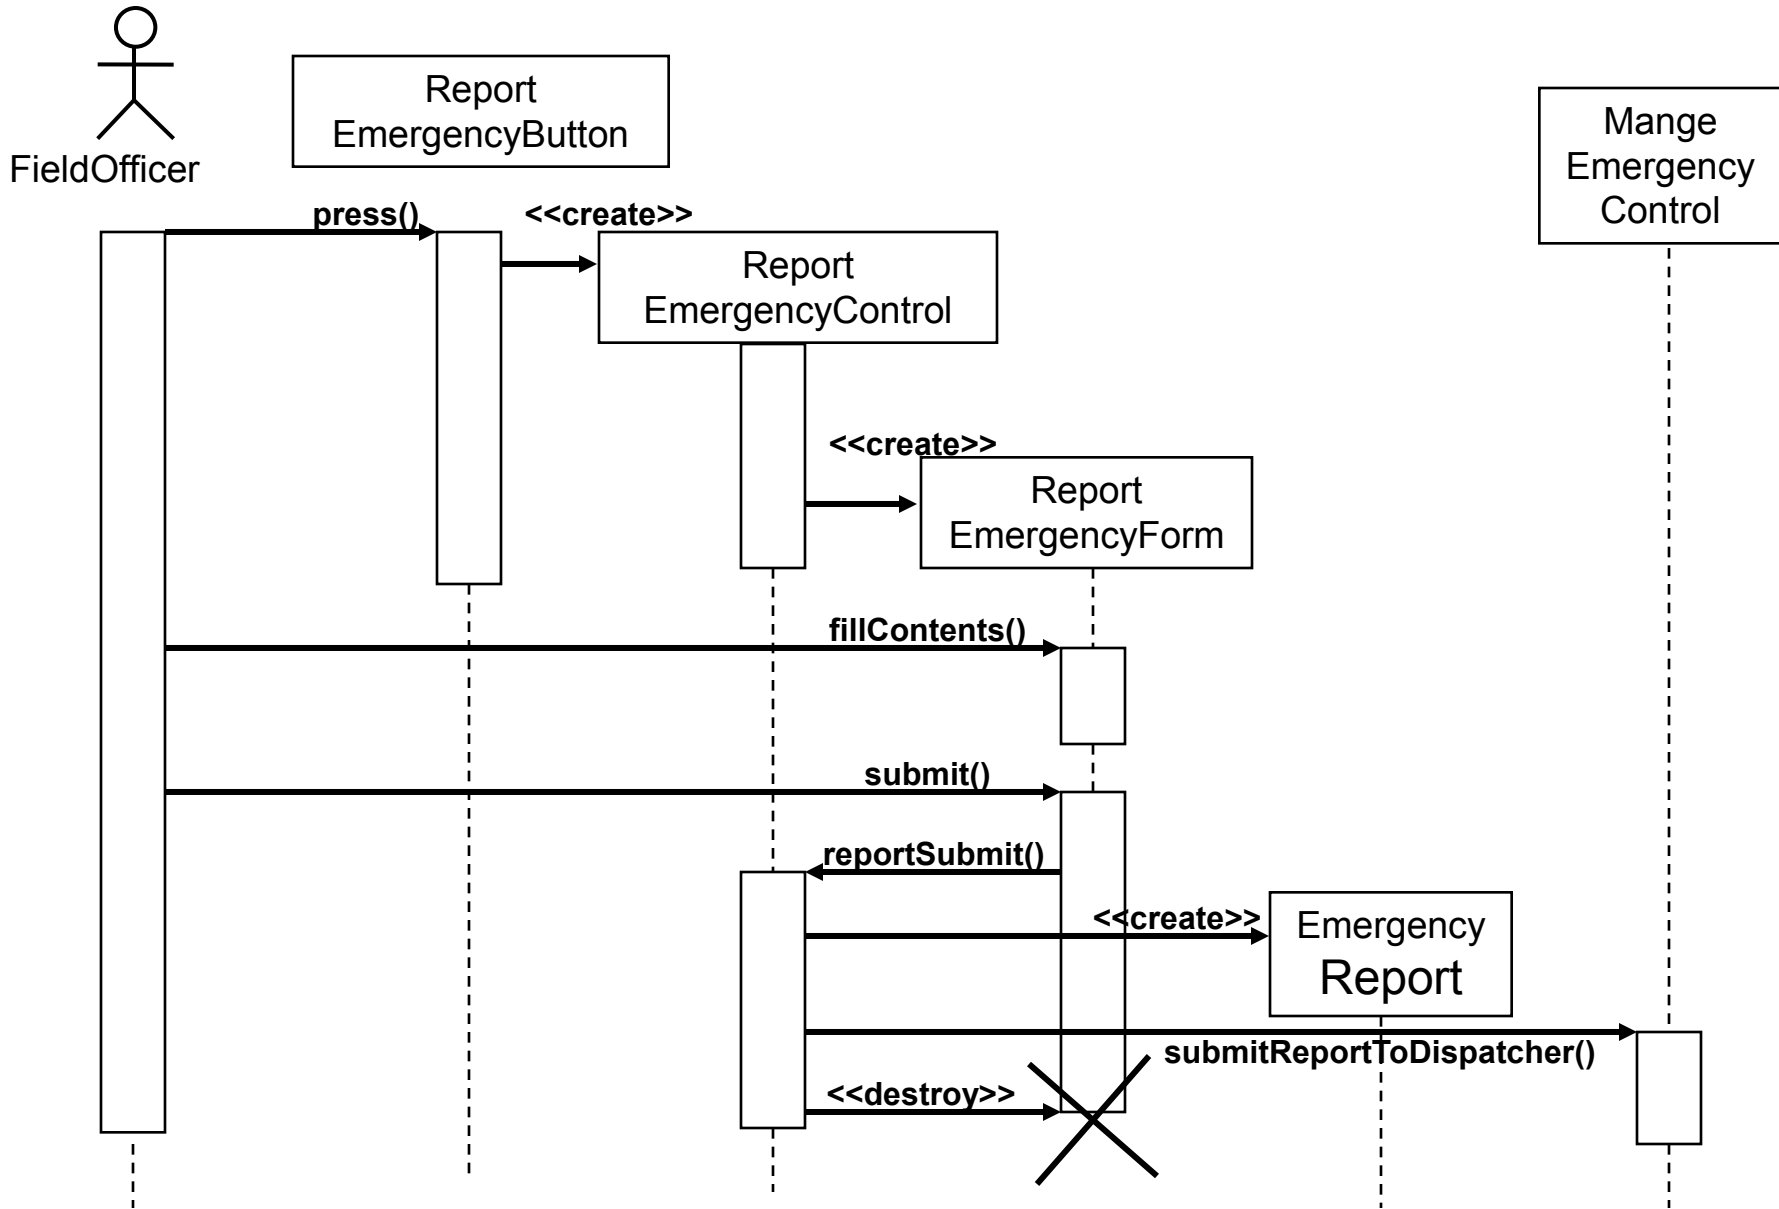 FieldOfficer
Report
EmergencyButton
Mange
Emergency
Control
press()
<<create>>
Report
EmergencyControl
<<create>>
Report
EmergencyForm
fillContents()
submit()
reportSubmit()
<<create>>
Emergency
Report
submitReportToDispatcher()
<<destroy>>